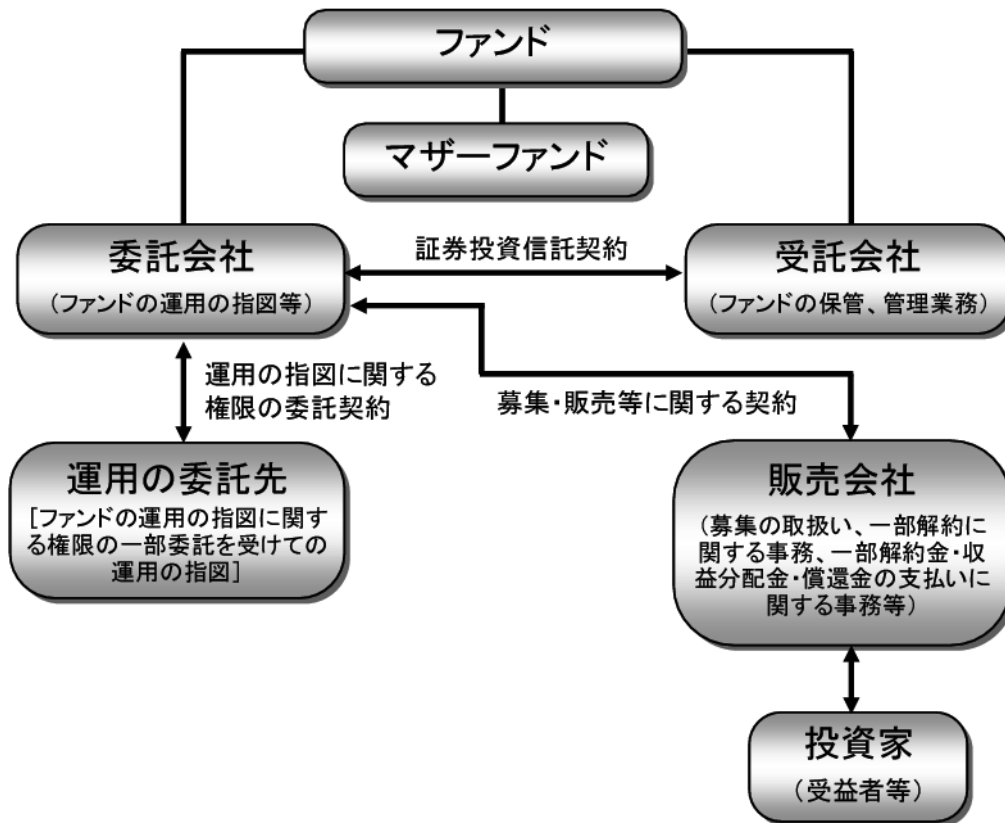 ファンド
マザーファンド
委託会社
（ファンドの運用の指図等）
証券投資信託契約
受託会社
（ファンドの保管、管理業務）
運用の指図に関する
権限の委託契約
募集・販売等に関する契約
運用の委託先
［ファンドの運用の指図に関す
る権限の一部委託を受けての
運用の指図］
販売会社
（募集の取扱い、一部解約に
関する事務、一部解約金・収
益分配金・償還金の支払いに
関する事務等）
投資家
（受益者等）